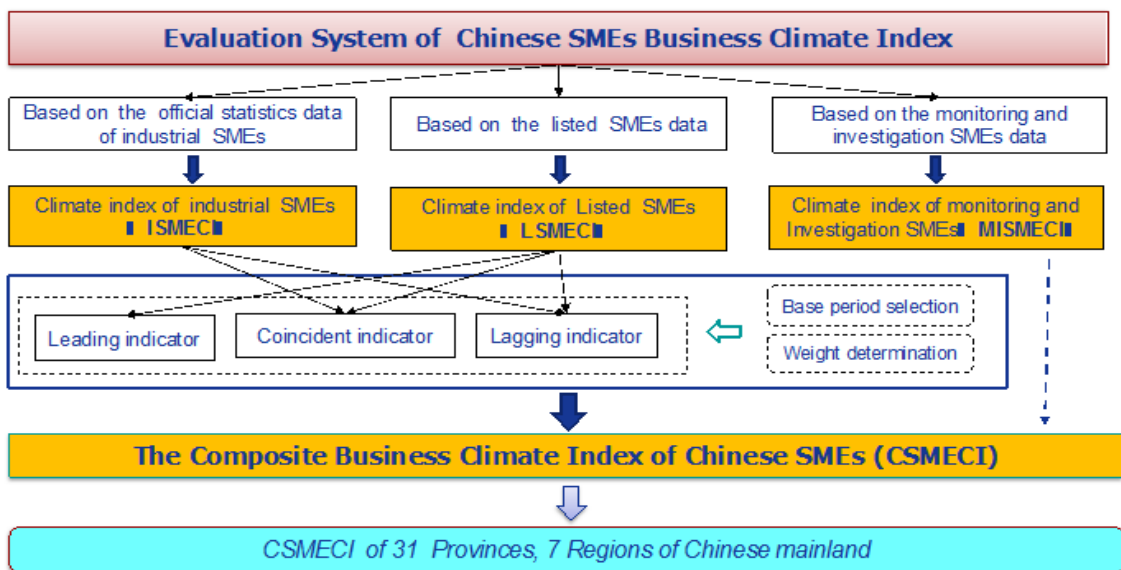 Evaluation System of Chinese SMEs Business Climate Index
Based on the official statistics data
of industrial SMEs
Based on the listed SMEs data
Based on the monitoring and
investigation SMEs data
Climate index of industrial SMEs
ISMECI
Climate index of Listed SMEs
LSMECI
Climate index of monitoring and
Investigation SMEs MISMECI
Leading indicator
Coincident indicator
Lagging indicator
Base period selection
Weight determination
The Composite Business Climate Index of Chinese SMEs (CSMECI)
CSMECI of 31 Provinces, 7 Regions of Chinese mainland